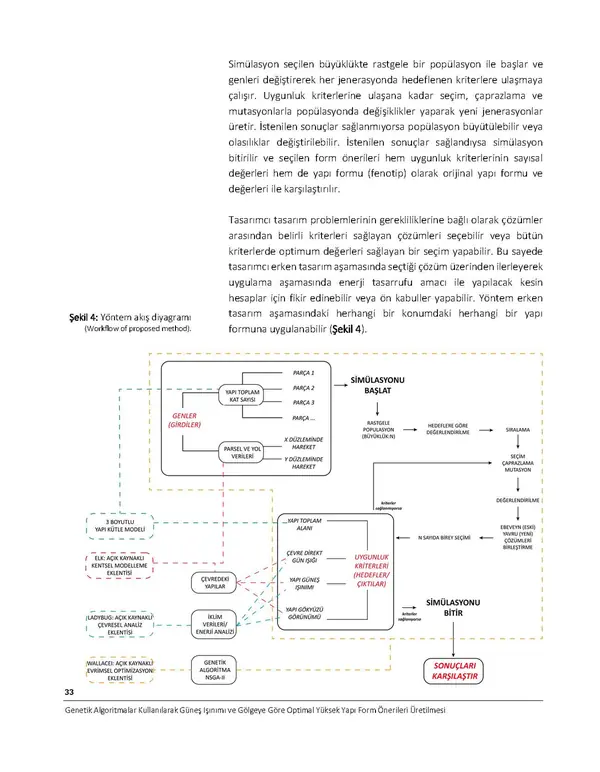 Simülasyon seçilen büyüklükte rastgele bir popülasyon ile başlar ve
genleri değiştirerek her jenerasyonda hedeflenen kriterlere ulaşmaya
çalışır. Uygunluk kriterlerine ulaşana kadar seçim, çaprazlama ve
mutasyonlarla popülasyonda değişiklikler yaparak yeni jenerasyonlar
üretir. İstenilen sonuçlar sağlanmıyorsa popülasyon büyütülebilir veya
olasılıklar değiştirilebilir. İstenilen sonuçlar sağlandıysa simülasyon
bitirilir ve seçilen form önerileri hem uygunluk kriterlerinin sayısal
değerleri hem de yapı formu (fenotip) olarak orijinal yapı formu ve
değerleri ile karşılaştırılır.
Tasarımcı tasarım problemlerinin gerekliliklerine bağlı olarak çözümler
arasından belirli kriterleri sağlayan çözümleri seçebilir veya bütün
kriterlerde optimum değerleri sağlayan bir seçim yapabilir. Bu sayede
tasarımcı erken tasarım aşamasında seçtiği çözüm üzerinden ilerleyerek
uygulama aşamasında enerji tasarrufu amacı ile yapılacak kesin
hesaplar için fikir edinebilir veya ön kabuller yapabilir. Yöntem erken
tasarım aşamasındaki herhangi bir konumdaki herhangi bir yapı
formuna uygulanabilir (Şekil 4).
Şekil 4: Yöntem akış diyagramı
(Workflow of proposed method).
GENLER
(GİRDİLER)
YAPI TOPLAM
KAT SAYISI
PARÇA 1
PARÇA 2
PARÇA 3
PARÇA ...
PARSEL VE YOL
VERİLERİ
X DÜZLEMİNDE
HAREKET
Y DÜZLEMİNDE
HAREKET
SİMÜLASYONU
BAŞLAT
RASTGELE
POPULASYON
(BÜYÜKLÜK:N)
HEDEFLERE GÖRE
DEĞERLENDİRİLME
SIRALAMA
SEÇİM
ÇAPRAZLAMA
MUTASYON
DEĞERLENDİRİLME
EBEVEYN (ESKİ)
YAVRU (YENİ)
ÇÖZÜMLERİ
BİRLEŞTİRME
N SAYIDA BİREY SEÇİMİ
kriterler
sağlanmıyorsa
3 BOYUTLU
YAPI KÜTLE MODELİ
ELK: AÇIK KAYNAKLI
KENTSEL MODELLEME
EKLENTİSİ
LADYBUG: AÇIK KAYNAKLI
ÇEVRESEL ANALİZ
EKLENTİSİ
WALLACEI: AÇIK KAYNAKLI
EVRİMSEL OPTİMİZASYON
EKLENTİSİ
ÇEVREDEKİ
YAPILAR
İKLİM
VERİLERİ/
ENERJİ ANALİZİ
GENETİK
ALGORİTMA
NSGA-II
YAPI TOPLAM
ALANI
ÇEVRE DİREKT
GÜN IŞIĞI
YAPI GÜNEŞ
IŞINIMI
YAPI GÖKYÜZÜ
GÖRÜNÜMÜ
UYGUNLUK
KRİTERLERİ
(HEDEFLER/
ÇIKTILAR)
kriterler
sağlanıyorsa
SİMÜLASYONU
BİTİR
SONUÇLARI
KARŞILAŞTIR
33
Genetik Algoritmalar Kullanılarak Güneş Işınımı ve Gölgeye Göre Optimal Yüksek Yapı Form Önerileri Üretilmesi